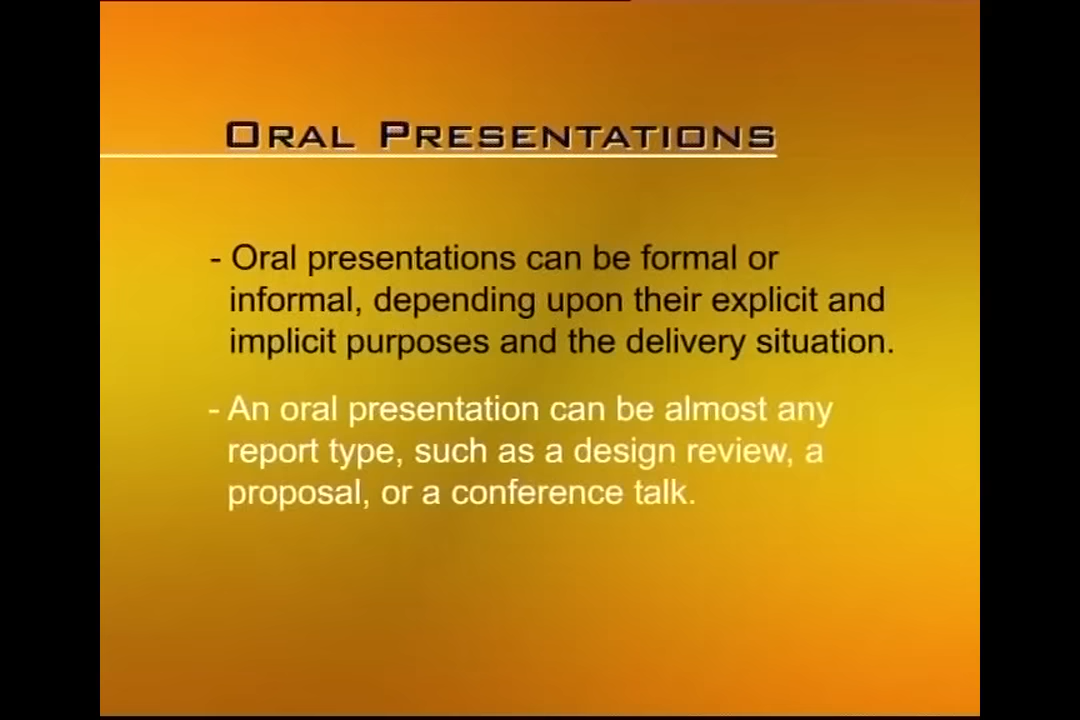 ORAL PRESENTATIONS
- Oral presentations can be formal or
informal, depending upon their explicit and
implicit purposes and the delivery situation.
- An oral presentation can be almost any
report type, such as a design review, a
proposal, or a conference talk.